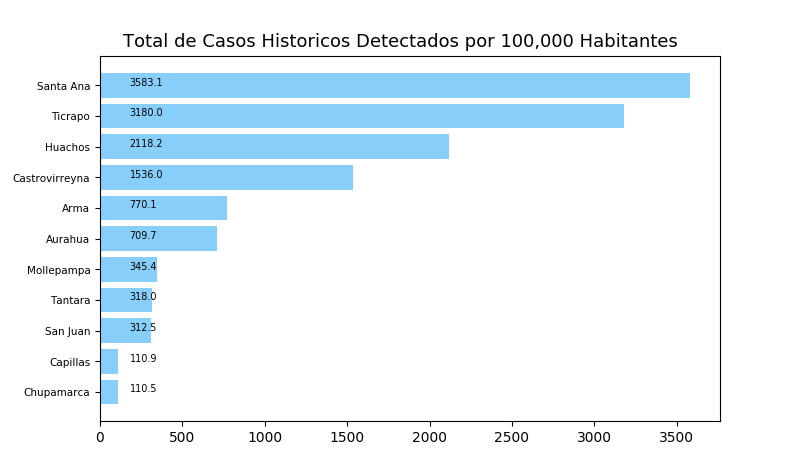 Total de Casos Historicos Detectados por 100,000 Habitantes
Santa Ana 3583.1
Ticrapo 3180.0
Huachos 2118.2
Castrovirreyna 1536.0
Arma 770.1
Aurahua 709.7
Mollepampa 345.4
Tantara 318.0
San Juan 312.5
Capillas 110.9
Chupamarca 110.5
0 500 1000 1500 2000 2500 3000 3500